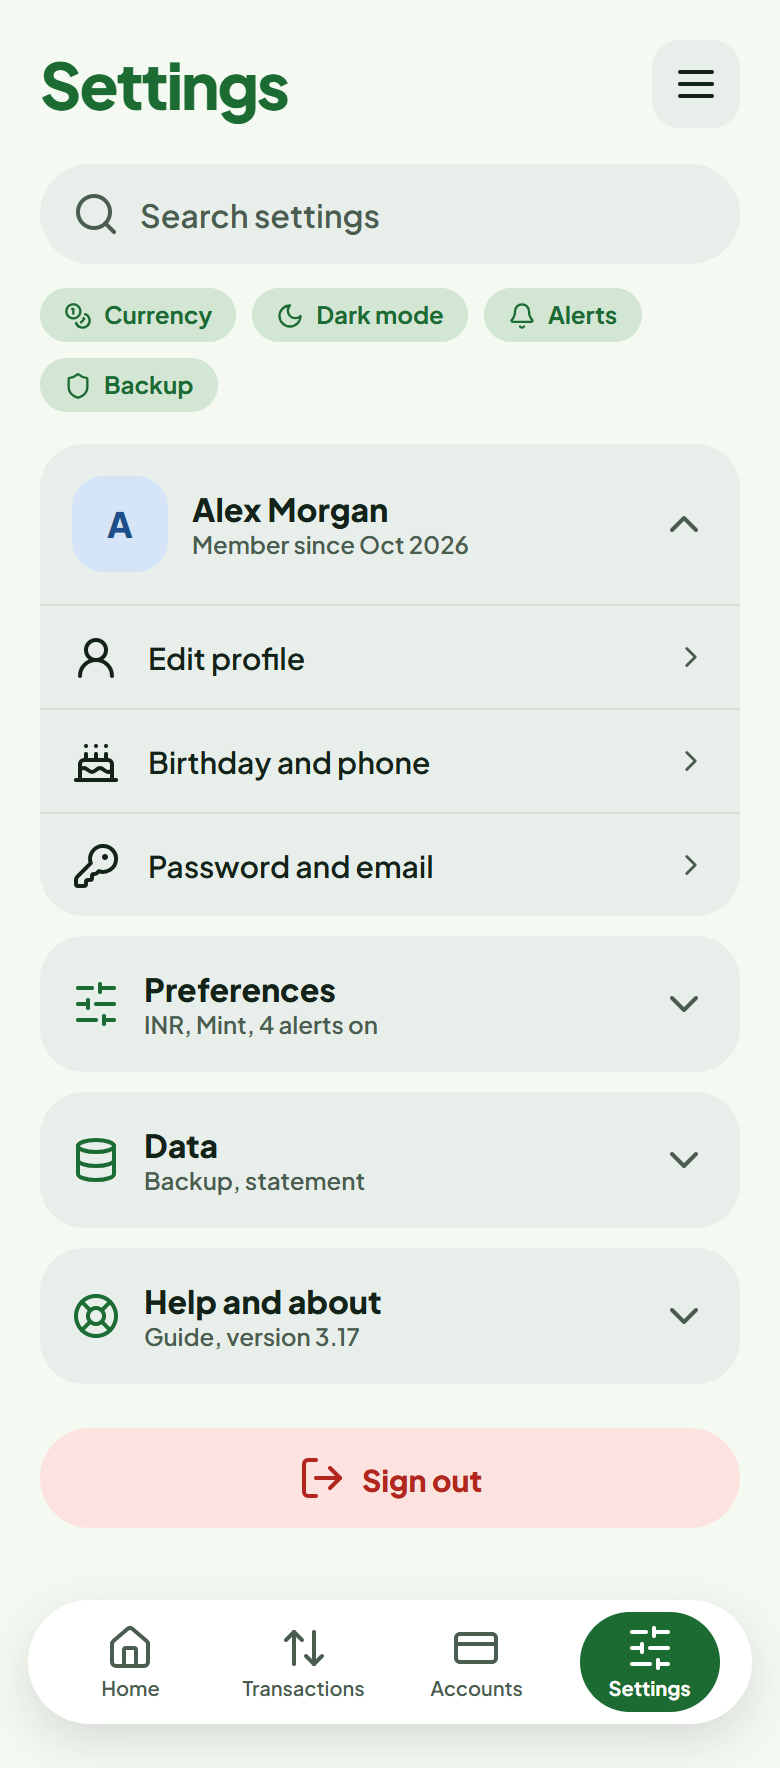 Settings
Search settings
Currency
Dark mode
Alerts
Backup
A
Alex Morgan
Member since Oct 2026
Edit profile
Birthday and phone
Password and email
Preferences
INR, Mint, 4 alerts on
Data
Backup, statement
Help and about
Guide, version 3.17
Sign out
Home
Transactions
Accounts
Settings